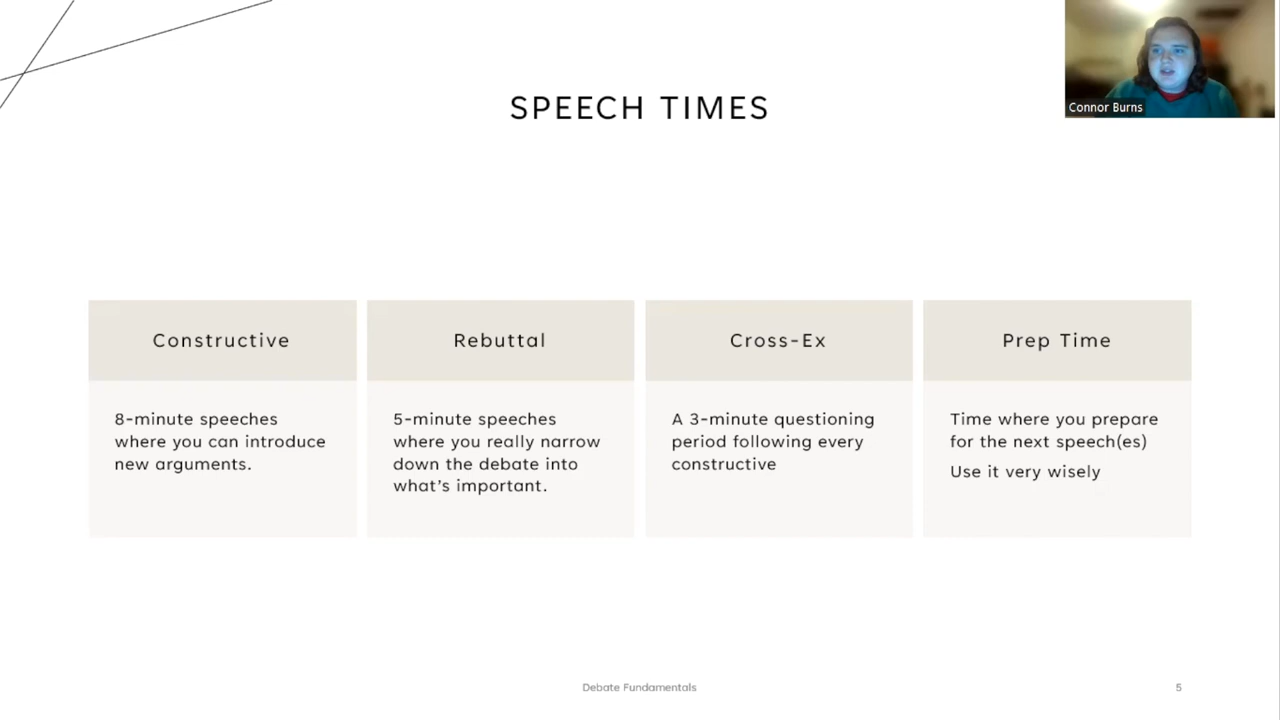 Connor Burns
SPEECH TIMES
Constructive
8-minute speeches
where you can introduce
new arguments.
Rebuttal
5-minute speeches
where you really narrow
down the debate into
what's important.
Cross-Ex
A 3-minute questioning
period following every
constructive
Prep Time
Time where you prepare
for the next speech(es)
Use it very wisely
Debate Fundamentals
5